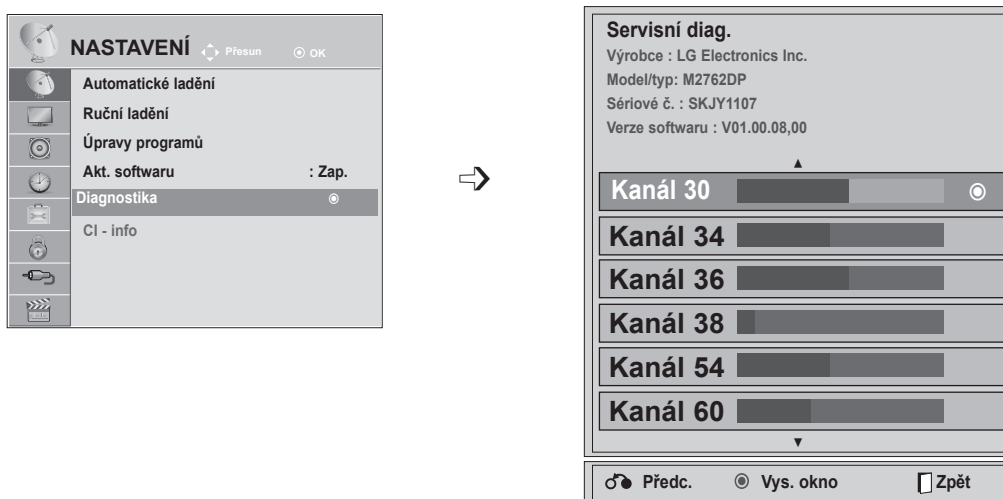 NASTAVENÍ Přesun OK
Automatické ladění
Ruční ladění
Úpravy programů
Akt. softwaru : Zap.
Diagnostika
CI - info
Servisní diag.
Výrobce : LG Electronics Inc.
Model/typ: M2762DP
Sériové č. : SKJY1107
Verze softwaru : V01.00.08,00
Kanál 30
Kanál 34
Kanál 36
Kanál 38
Kanál 54
Kanál 60
Předc. Vys. okno Zpět